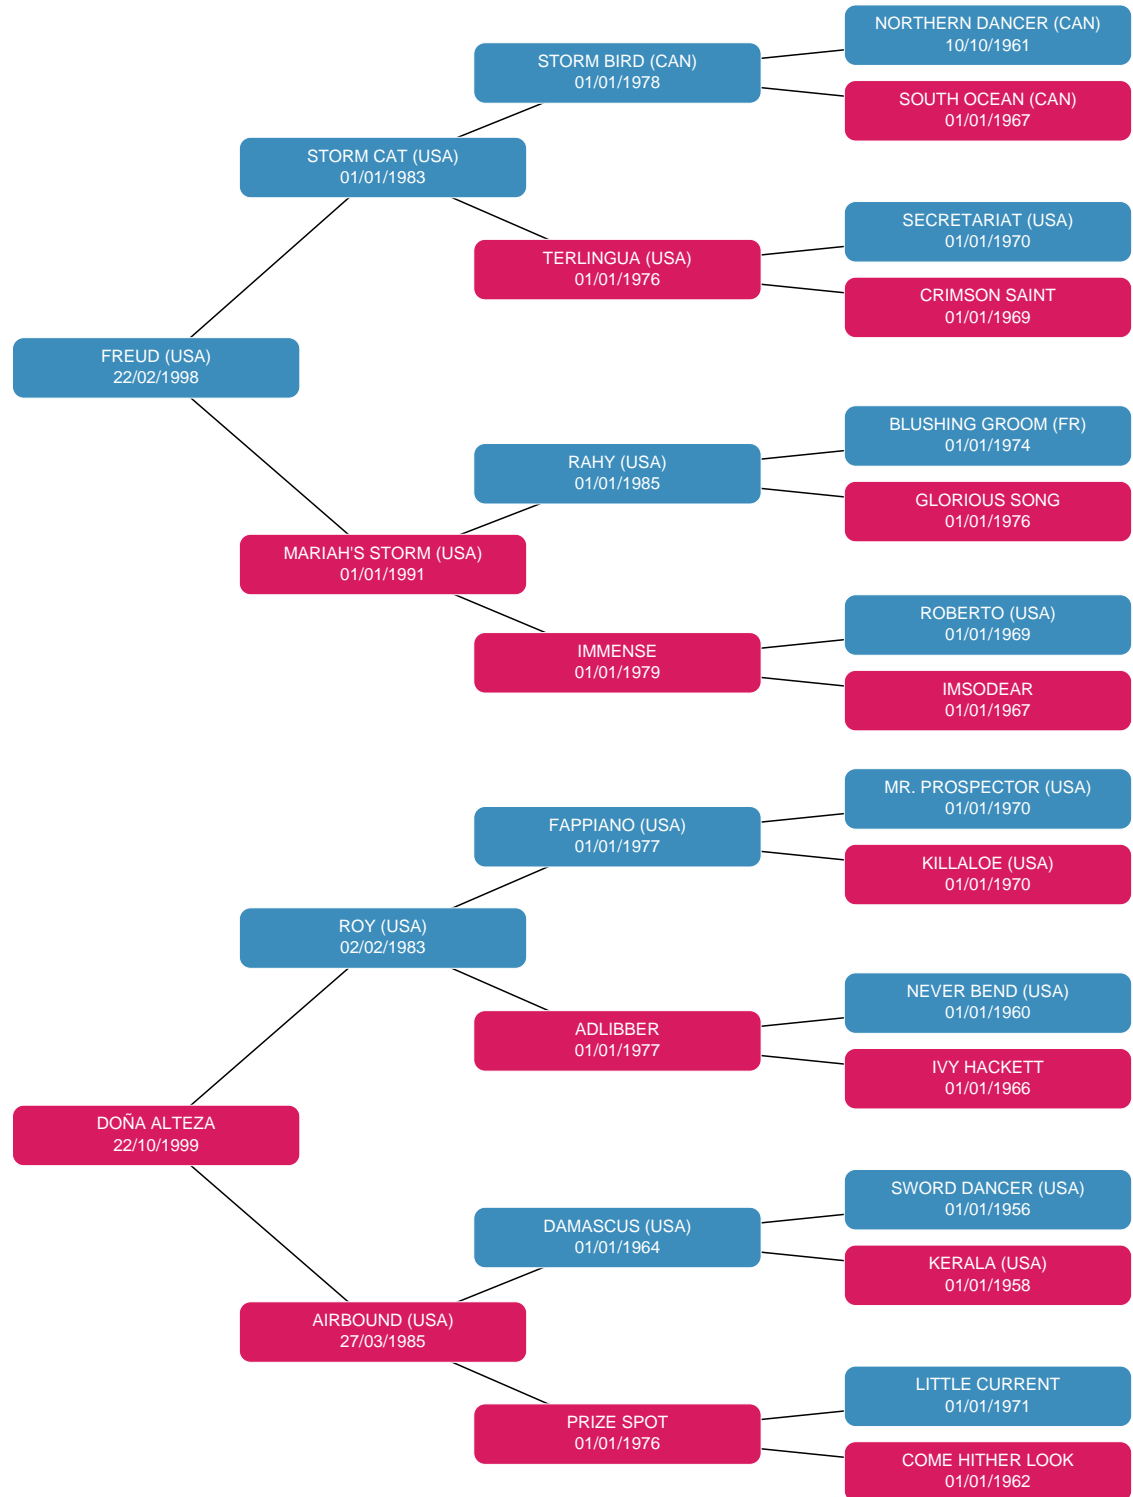 NORTHERN DANCER (CAN)
10/10/1961
STORM BIRD (CAN)
01/01/1978
SOUTH OCEAN (CAN)
01/01/1967
STORM CAT (USA)
01/01/1983
SECRETARIAT (USA)
01/01/1970
TERLINGUA (USA)
01/01/1976
CRIMSON SAINT
01/01/1969
FREUD (USA)
22/02/1998
BLUSHING GROOM (FR)
01/01/1974
RAHY (USA)
01/01/1985
GLORIOUS SONG
01/01/1976
MARIAH'S STORM (USA)
01/01/1991
ROBERTO (USA)
01/01/1969
IMMENSE
01/01/1979
IMSODEAR
01/01/1967
MR. PROSPECTOR (USA)
01/01/1970
FAPPIANO (USA)
01/01/1977
KILLALOE (USA)
01/01/1970
ROY (USA)
02/02/1983
NEVER BEND (USA)
01/01/1960
ADLIBBER
01/01/1977
IVY HACKETT
01/01/1966
DOÑA ALTEZA
22/10/1999
SWORD DANCER (USA)
01/01/1956
DAMASCUS (USA)
01/01/1964
KERALA (USA)
01/01/1958
AIRBOUND (USA)
27/03/1985
LITTLE CURRENT
01/01/1971
PRIZE SPOT
01/01/1976
COME HITHER LOOK
01/01/1962